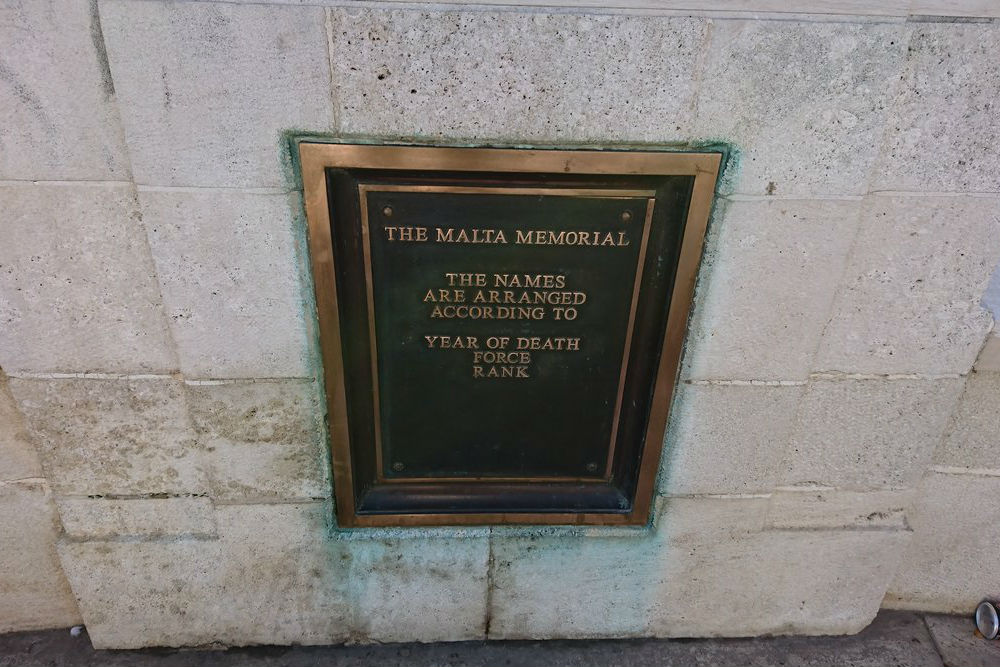 THE MALTA MEMORIAL
THE NAMES
ARE ARRANGED
ACCORDING TO
YEAR OF DEATH
FORCE
RANK